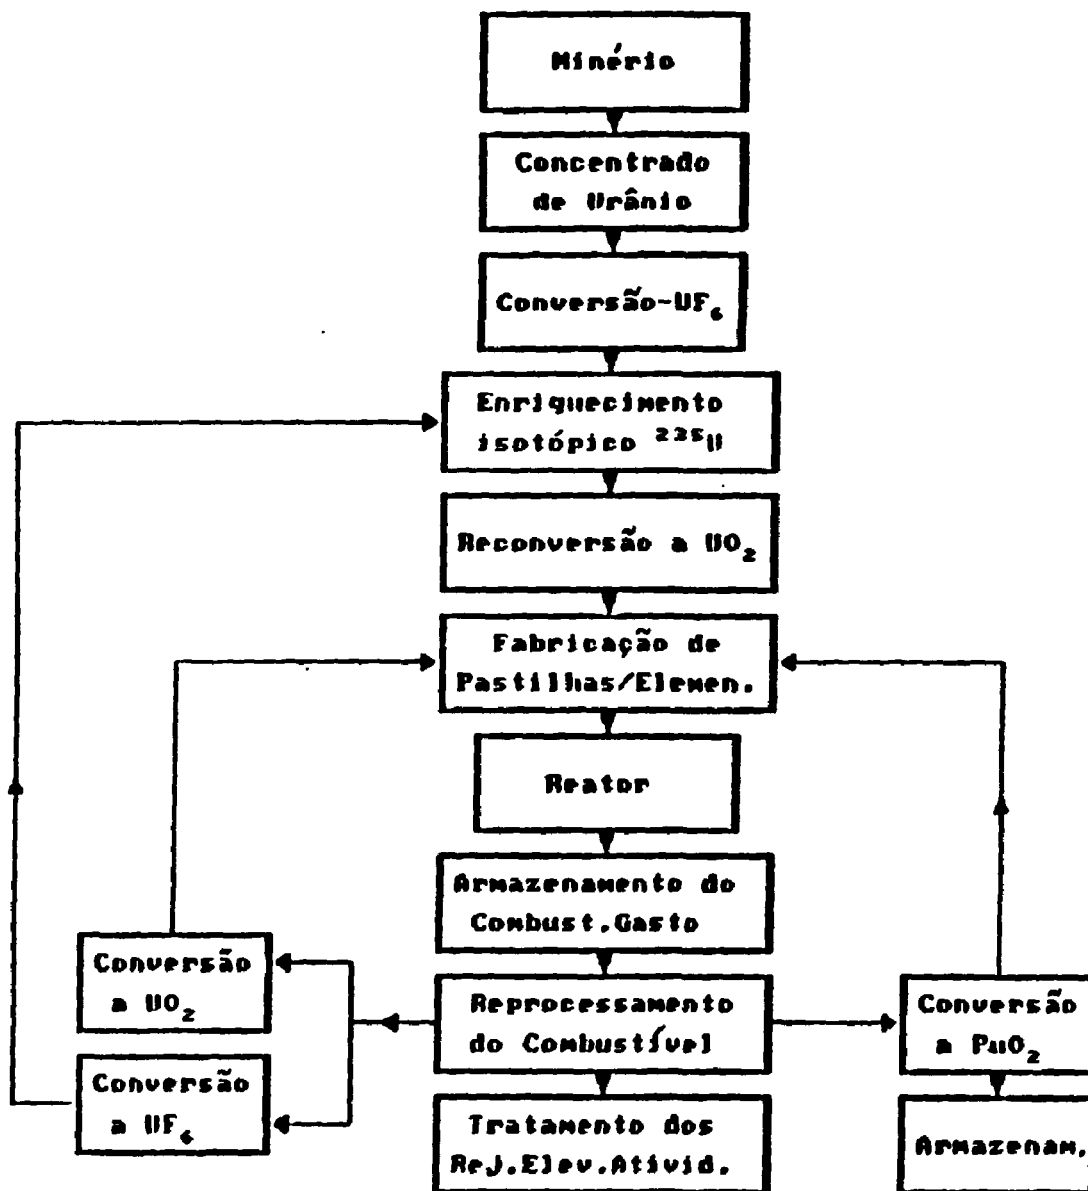 Minério
Concentrado
de Urânio
Conversão-UF₆
Enriquecimento
isotópico ²³⁵U
Reconversão a UO₂
Fabricação de
Pastilhas/Elemen.
Reator
Armazenamento do
Combust.Gasto
Conversão
a UO₂
Reprocessamento
do Combustível
Conversão
a PuO₂
Conversão
a UF₆
Tratamento dos
Rej.Elev.Ativid.
Armazenam.